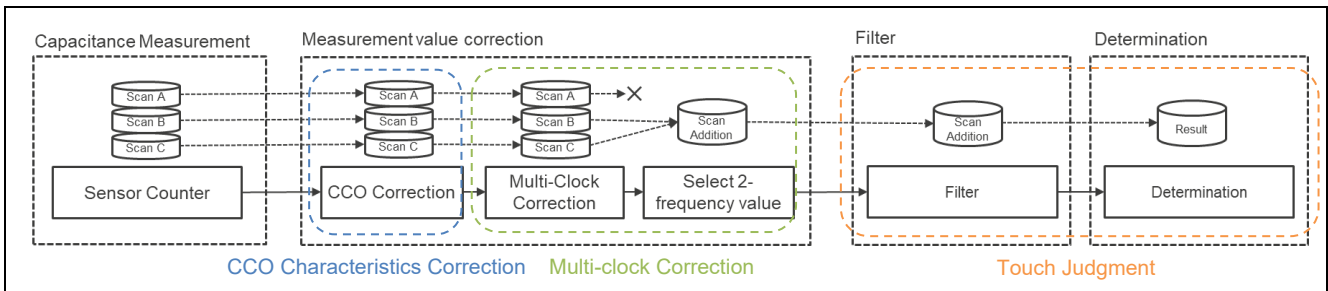 Capacitance Measurement
Measurement value correction
Filter
Determination
Scan A
Scan B
Scan C
Scan A
Scan B
Scan C
Scan A
Scan B
Scan C
Scan
Addition
Scan
Addition
Result
Sensor Counter
CCO Correction
Multi-Clock
Correction
Select 2-
frequency value
Filter
Determination
CCO Characteristics Correction
Multi-clock Correction
Touch Judgment